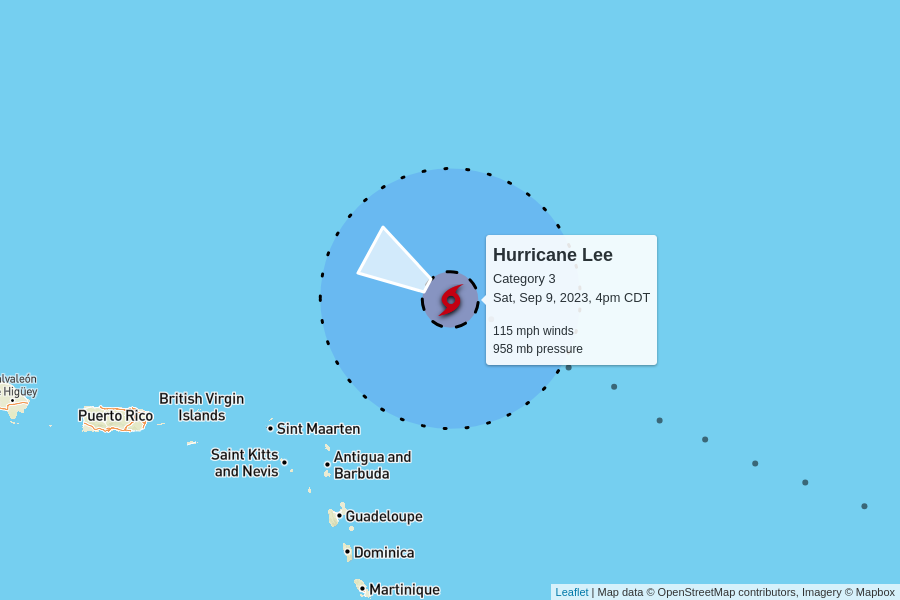 Hurricane Lee
Category 3
Sat, Sep 9, 2023, 4pm CDT
115 mph winds
958 mb pressure
Higüey
Puerto Rico
British Virgin
Islands
Sint Maarten
Saint Kitts
and Nevis
Antigua and
Barbuda
Guadeloupe
Dominica
Martinique
Leaflet | Map data © OpenStreetMap contributors, Imagery © Mapbox